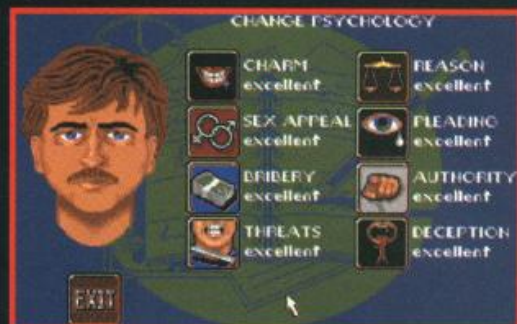 CHANGE PSYCHOLOGY
CHARM
excellent
REASON
excellent
SEX APPEAL
excellent
PLEADING
excellent
BRIBERY
excellent
AUTHORITY
excellent
THREATS
excellent
DECEPTION
excellent
EXIT